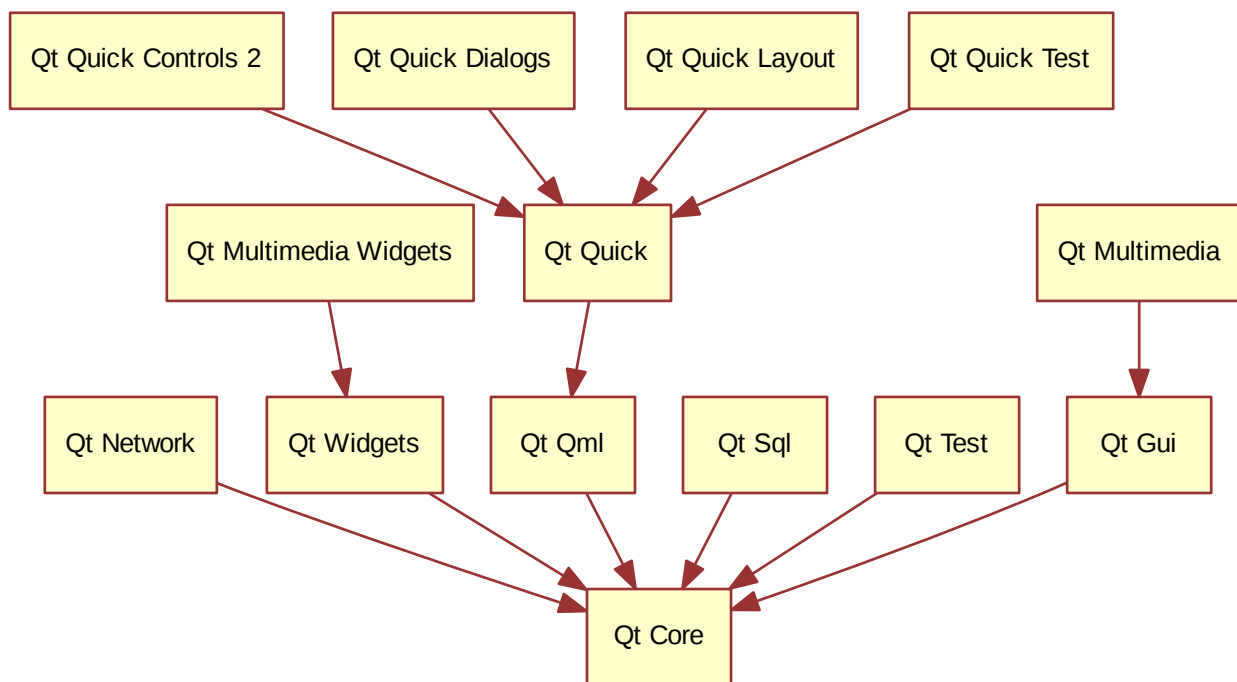 Qt Quick Controls 2
Qt Quick Dialogs
Qt Quick Layout
Qt Quick Test
Qt Multimedia Widgets
Qt Quick
Qt Multimedia
Qt Network
Qt Widgets
Qt Qml
Qt Sql
Qt Test
Qt Gui
Qt Core